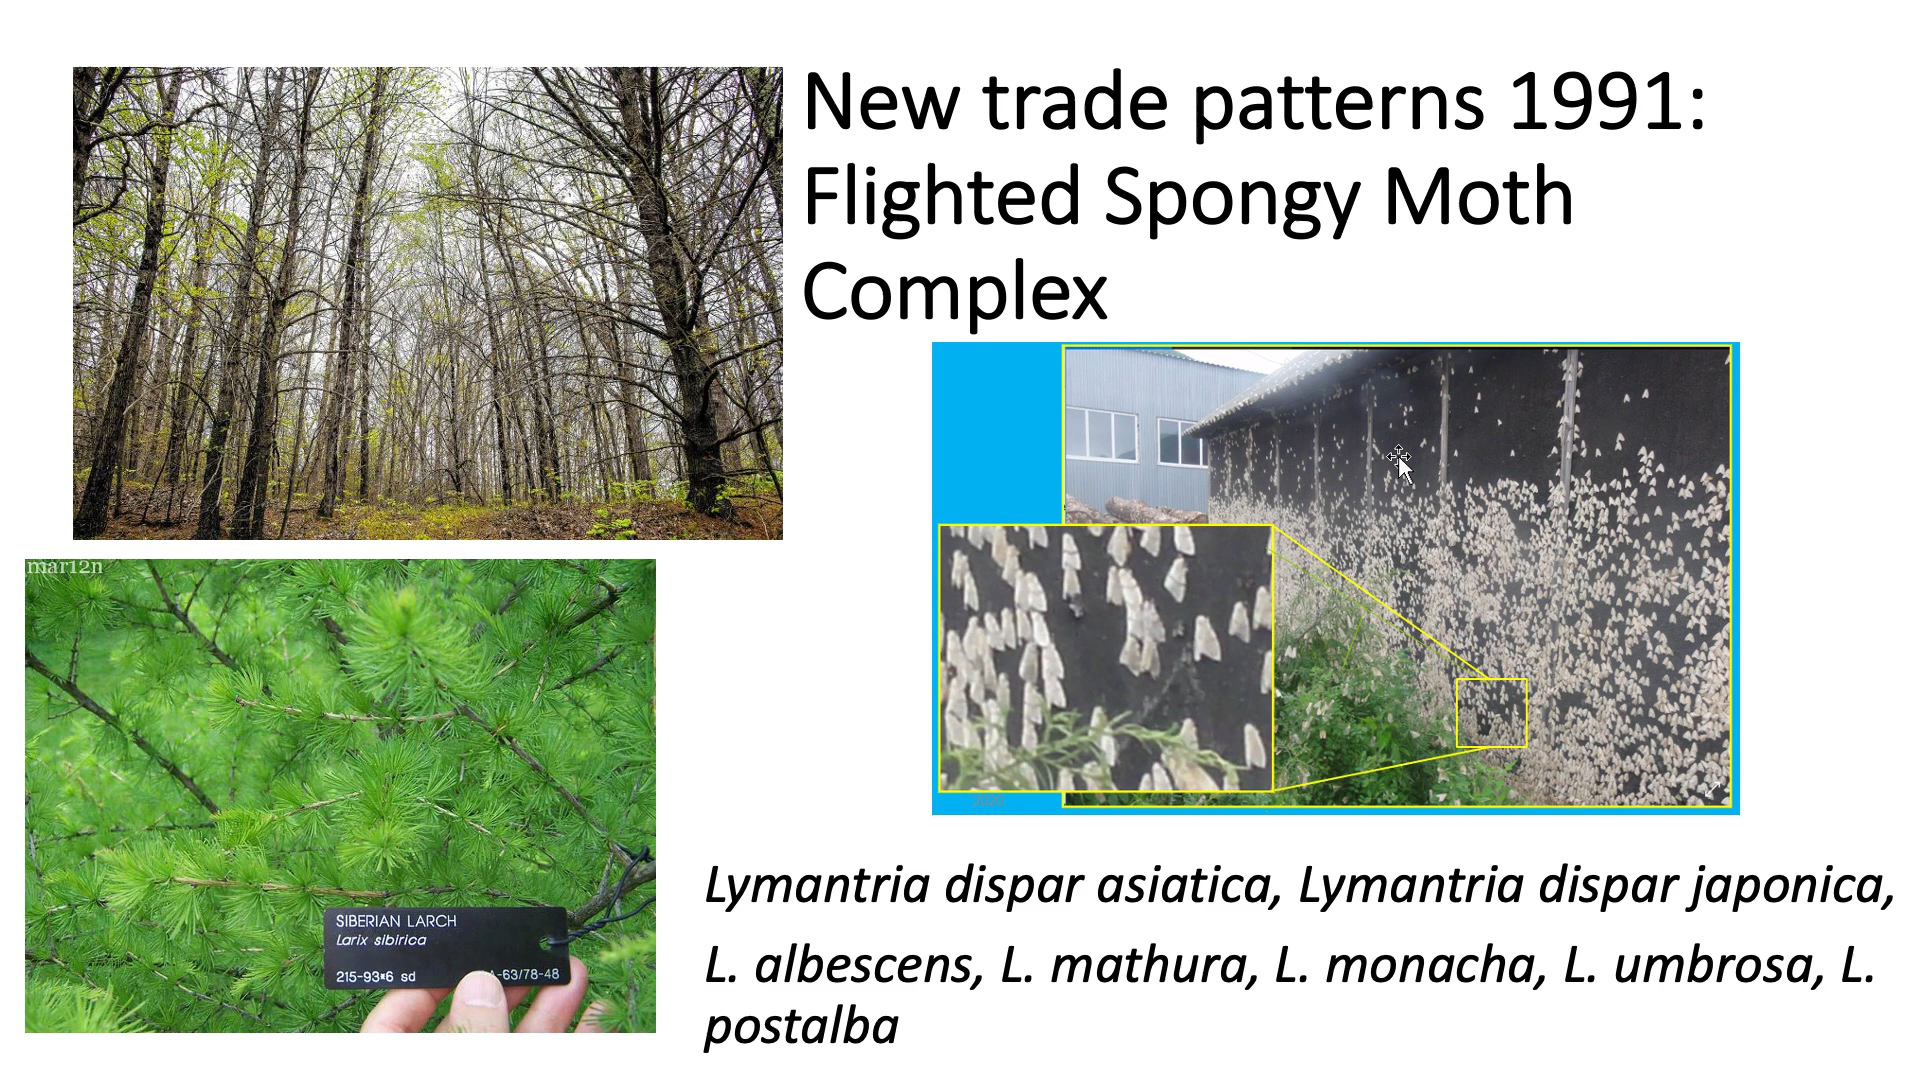 New trade patterns 1991:
Flighted Spongy Moth
Complex
mar12n
SIBERIAN LARCH
Larix sibirica
215-93*6 sd
A-63/78-48
2020
Lymantria dispar asiatica, Lymantria dispar japonica,
L. albescens, L. mathura, L. monacha, L. umbrosa, L.
postalba